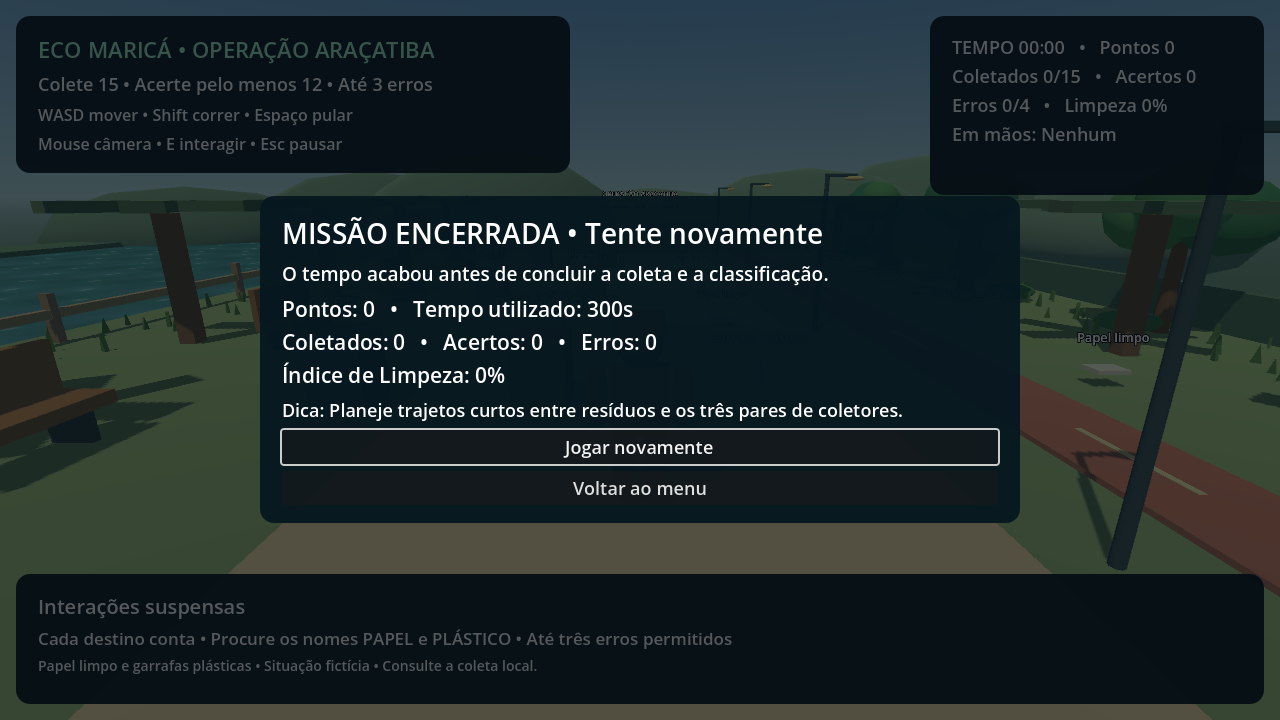 ECO MARICÁ • OPERAÇÃO ARAÇATIBA
Colete 15 • Acerte pelo menos 12 • Até 3 erros
WASD mover • Shift correr • Espaço pular
Mouse câmera • E interagir • Esc pausar
TEMPO 00:00 • Pontos 0
Coletados 0/15 • Acertos 0
Erros 0/4 • Limpeza 0%
Em mãos: Nenhum
MISSÃO ENCERRADA • Tente novamente
O tempo acabou antes de concluir a coleta e a classificação.
Pontos: 0 • Tempo utilizado: 300s
Coletados: 0 • Acertos: 0 • Erros: 0
Índice de Limpeza: 0%
Dica: Planeje trajetos curtos entre resíduos e os três pares de coletores.
Jogar novamente
Voltar ao menu
Papel limpo
Interações suspensas
Cada destino conta • Procure os nomes PAPEL e PLÁSTICO • Até três erros permitidos
Papel limpo e garrafas plásticas • Situação fictícia • Consulte a coleta local.